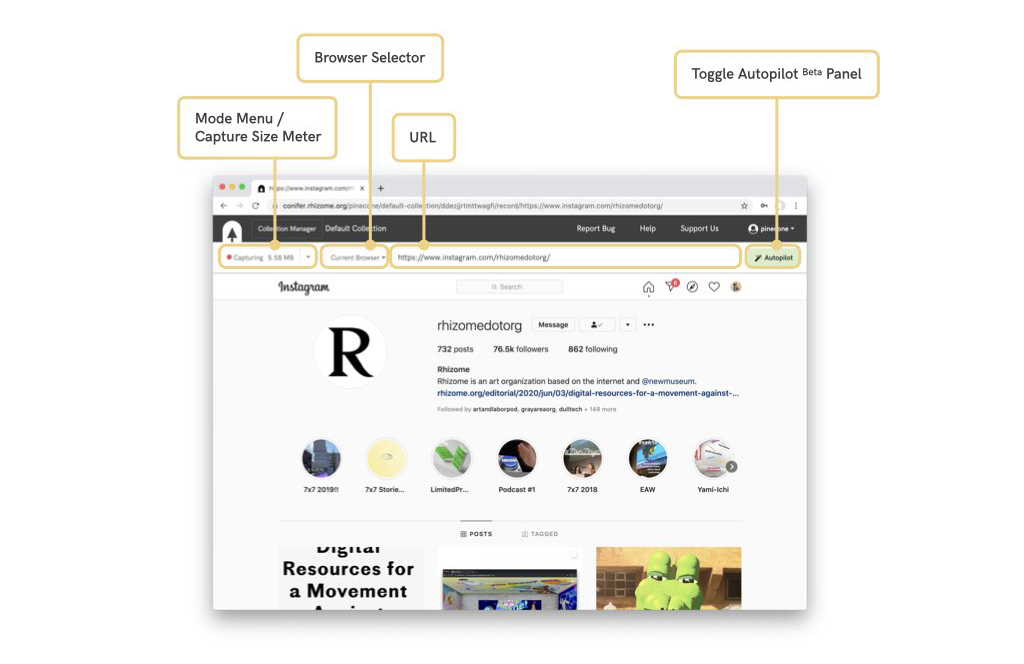 Browser Selector
Toggle Autopilot Beta Panel
Mode Menu /
Capture Size Meter
URL
https://www.instagram.com/rh
conifer.rhizome.org/pinecone/default-collection/ddezjjrtmttwagfi/record/https://www.instagram.com/rhizomedotorg/
Collection Manager Default Collection Report Bug Help Support Us pinecone
Capturing 5.58 MB Current Browser https://www.instagram.com/rhizomedotorg/ Autopilot
Instagram Search 6
R
rhizomedotorg Message
732 posts 76.5k followers 862 following
Rhizome
Rhizome is an art organization based on the internet and @newmuseum.
rhizome.org/editorial/2020/jun/03/digital-resources-for-a-movement-against-...
Followed by artandlaborpod, grayareaorg, dulltech + 148 more
7x7 2019!! 7x7 Storie... LimitedPr... Podcast #1 7x7 2018 EAW Yami-Ichi
POSTS TAGGED
Digital
Resources for
a Movement
Against